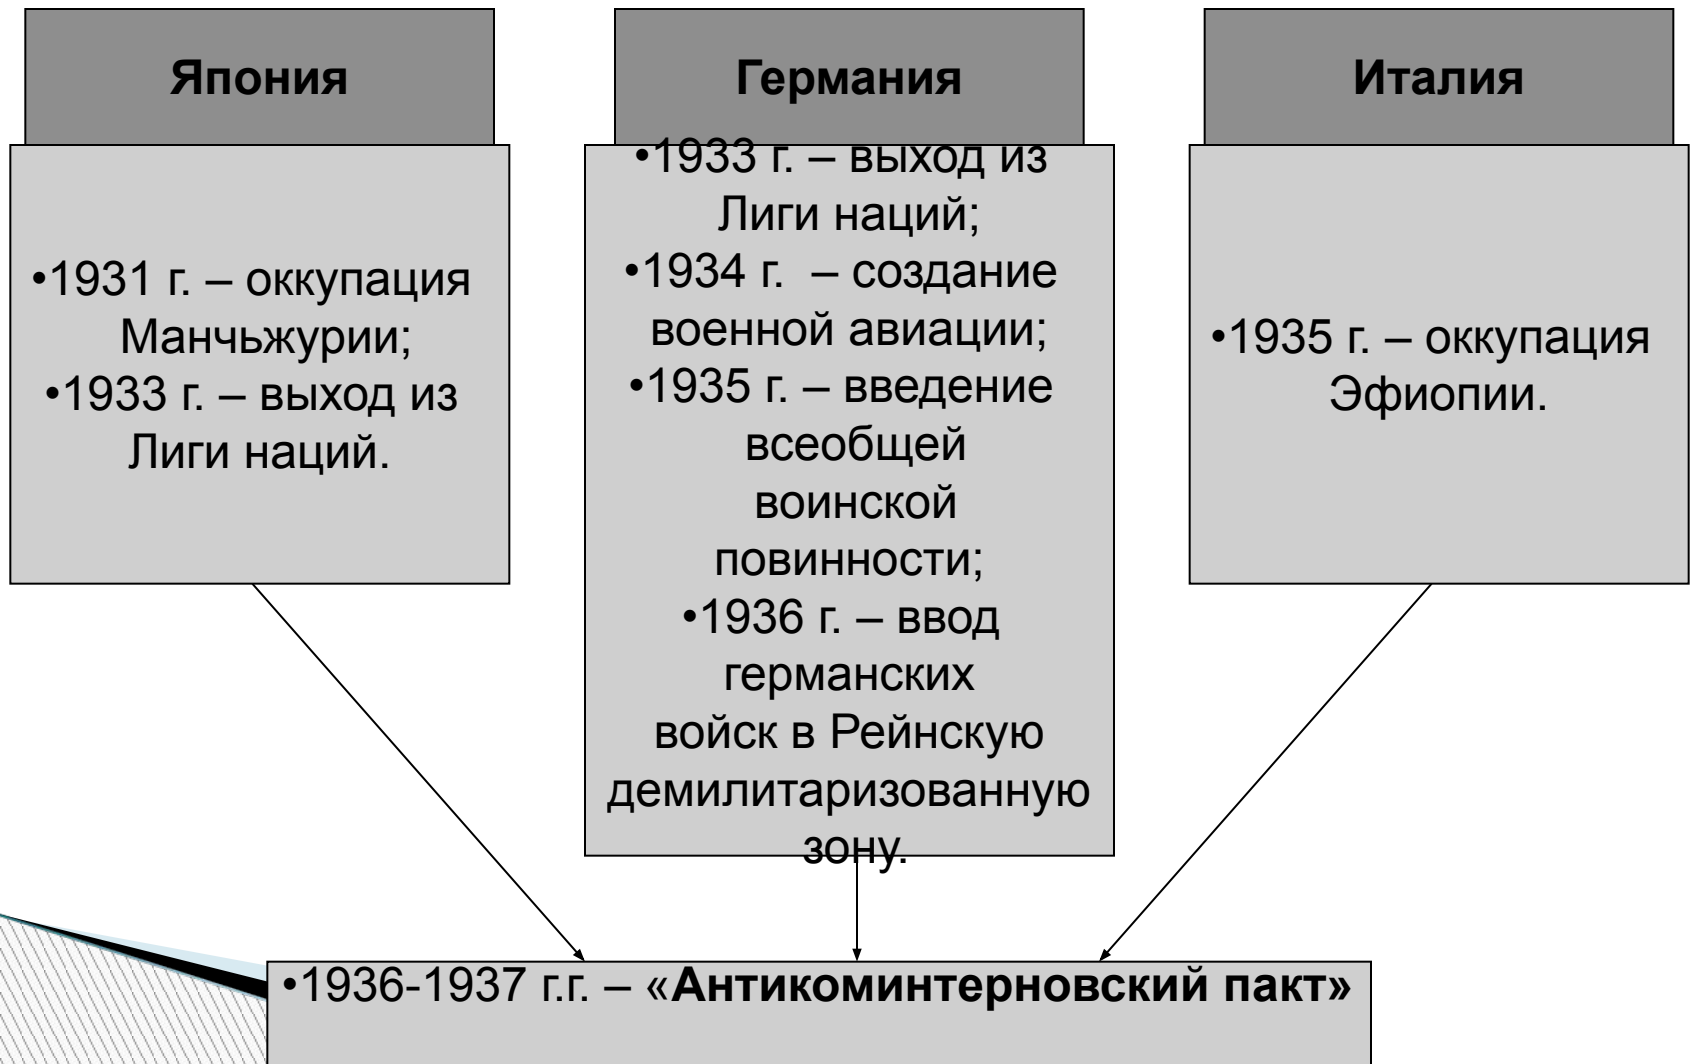 Япония
•1931 г. – оккупация
Манчьжурии;
•1933 г. – выход из
Лиги наций.
Германия
•1933 г. – выход из
Лиги наций;
•1934 г.  – создание
военной авиации;
•1935 г. – введение
всеобщей
воинской
повинности;
•1936 г. – ввод
германских
войск в Рейнскую
демилитаризованную
зону.
Италия
•1935 г. – оккупация
Эфиопии.
•1936-1937 г.г. – «Антикоминтерновский пакт»